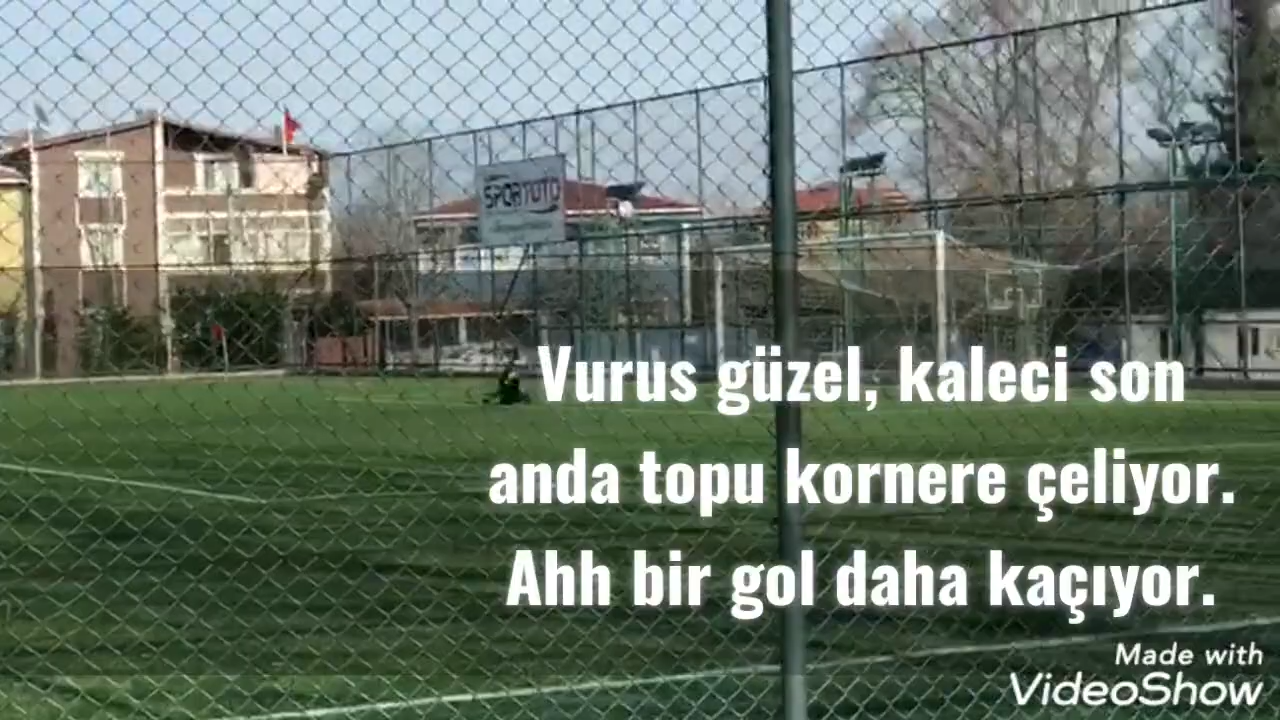 SPORTOTO
Vurus güzel, kaleci son
anda topu kornere çeliyor.
Ahh bir gol daha kaçıyor.
Made with
VideoShow